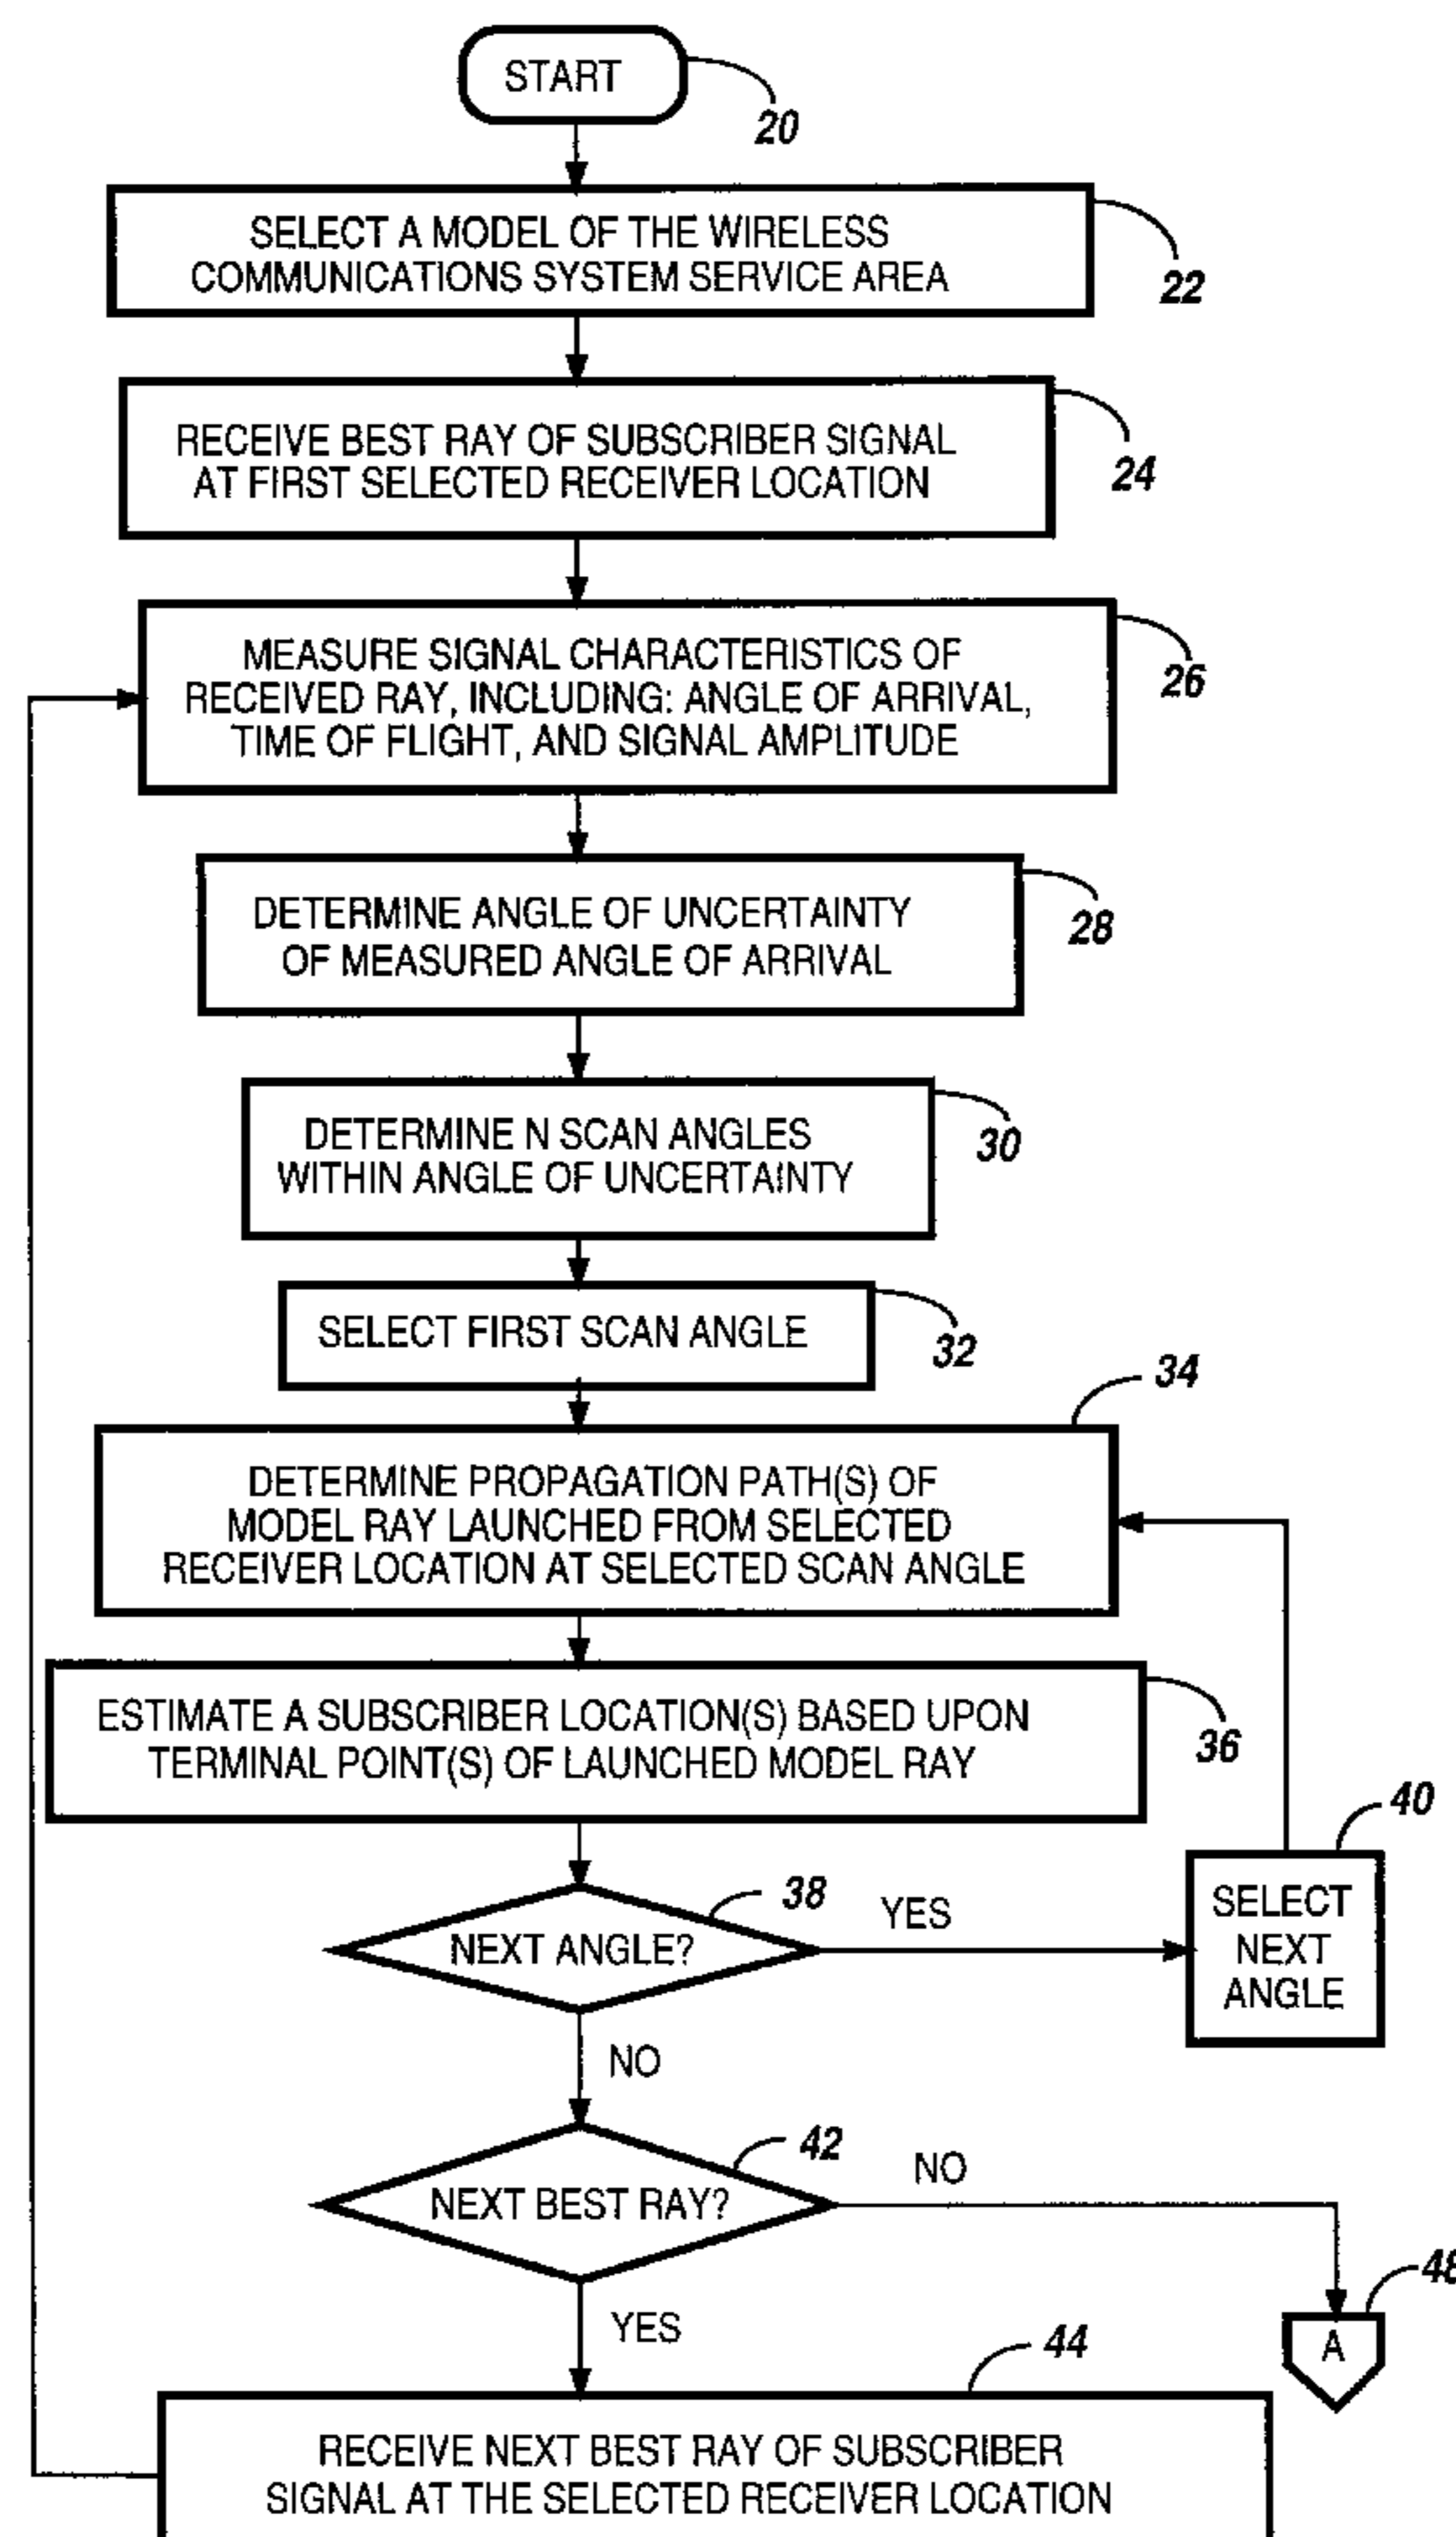 START
20
SELECT A MODEL OF THE WIRELESS
COMMUNICATIONS SYSTEM SERVICE AREA
22
RECEIVE BEST RAY OF SUBSCRIBER SIGNAL
AT FIRST SELECTED RECEIVER LOCATION
24
MEASURE SIGNAL CHARACTERISTICS OF
RECEIVED RAY, INCLUDING: ANGLE OF ARRIVAL,
TIME OF FLIGHT, AND SIGNAL AMPLITUDE
26
DETERMINE ANGLE OF UNCERTAINTY
OF MEASURED ANGLE OF ARRIVAL
28
DETERMINE N SCAN ANGLES
WITHIN ANGLE OF UNCERTAINTY
30
SELECT FIRST SCAN ANGLE
32
34
DETERMINE PROPAGATION PATH(S) OF
MODEL RAY LAUNCHED FROM SELECTED
RECEIVER LOCATION AT SELECTED SCAN ANGLE
ESTIMATE A SUBSCRIBER LOCATION(S) BASED UPON
TERMINAL POINT(S) OF LAUNCHED MODEL RAY
36
38
NEXT ANGLE?
YES
40
SELECT
NEXT
ANGLE
NO
42
NEXT BEST RAY?
NO
48
A
YES
44
RECEIVE NEXT BEST RAY OF SUBSCRIBER
SIGNAL AT THE SELECTED RECEIVER LOCATION